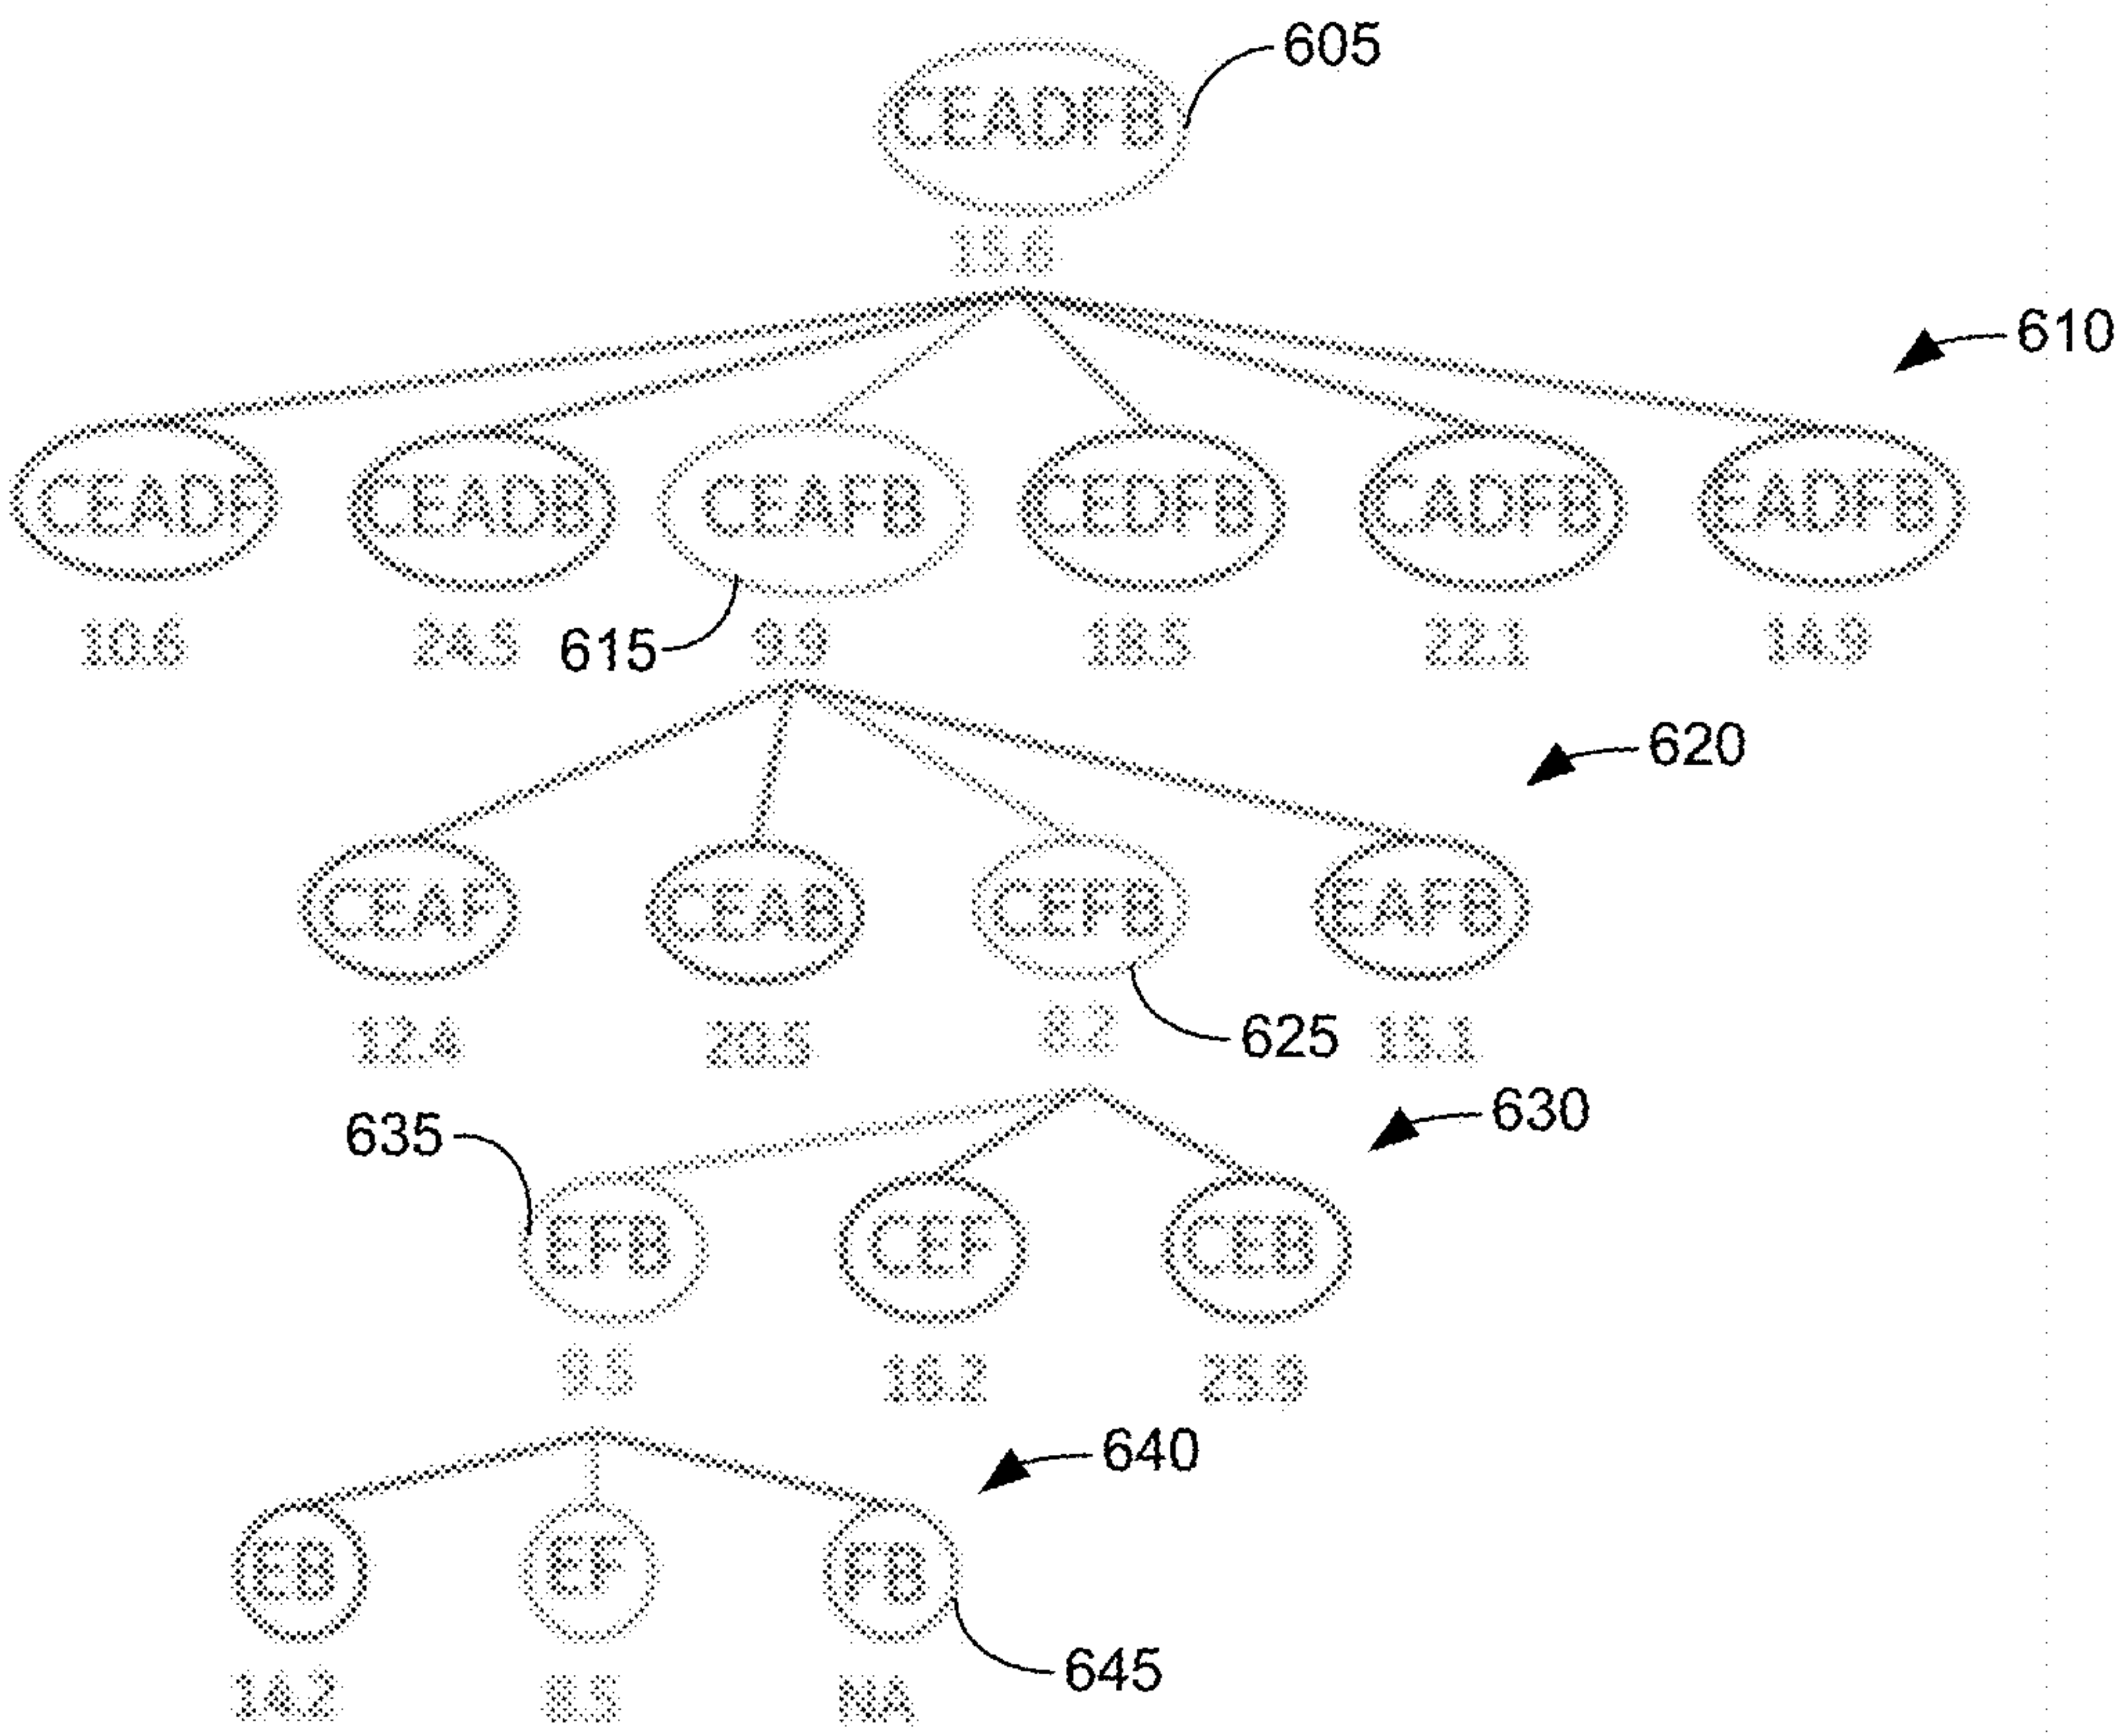 605
CEADFB
15.6
610
CEADF CEADB CEAFB CEDFB CADFB EADFB
10.6 24.5 615 9.9 18.5 22.1 14.9
620
CEAF CEAB CEFB EAFB
12.4 20.5 8.2 625 15.1
635 630
EFB CEF CEB
9.5 16.2 25.9
640
EB EF FB
645
14.2 8.5 NA